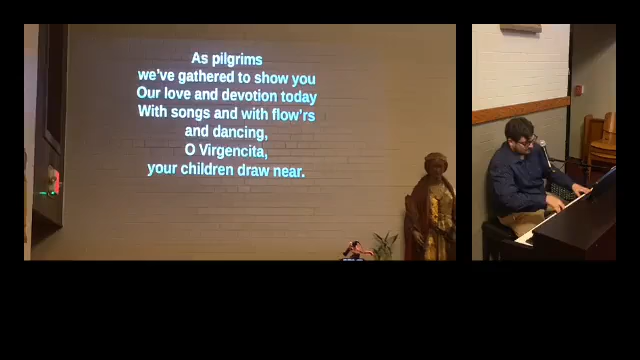 As pilgrims
we've gathered to show you
Our love and devotion today
With songs and with flow'rs
and dancing,
O Virgencita,
your children draw near.